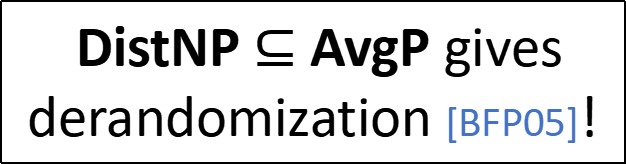 DistNP ⊆ AvgP gives
derandomization [BFP05]!